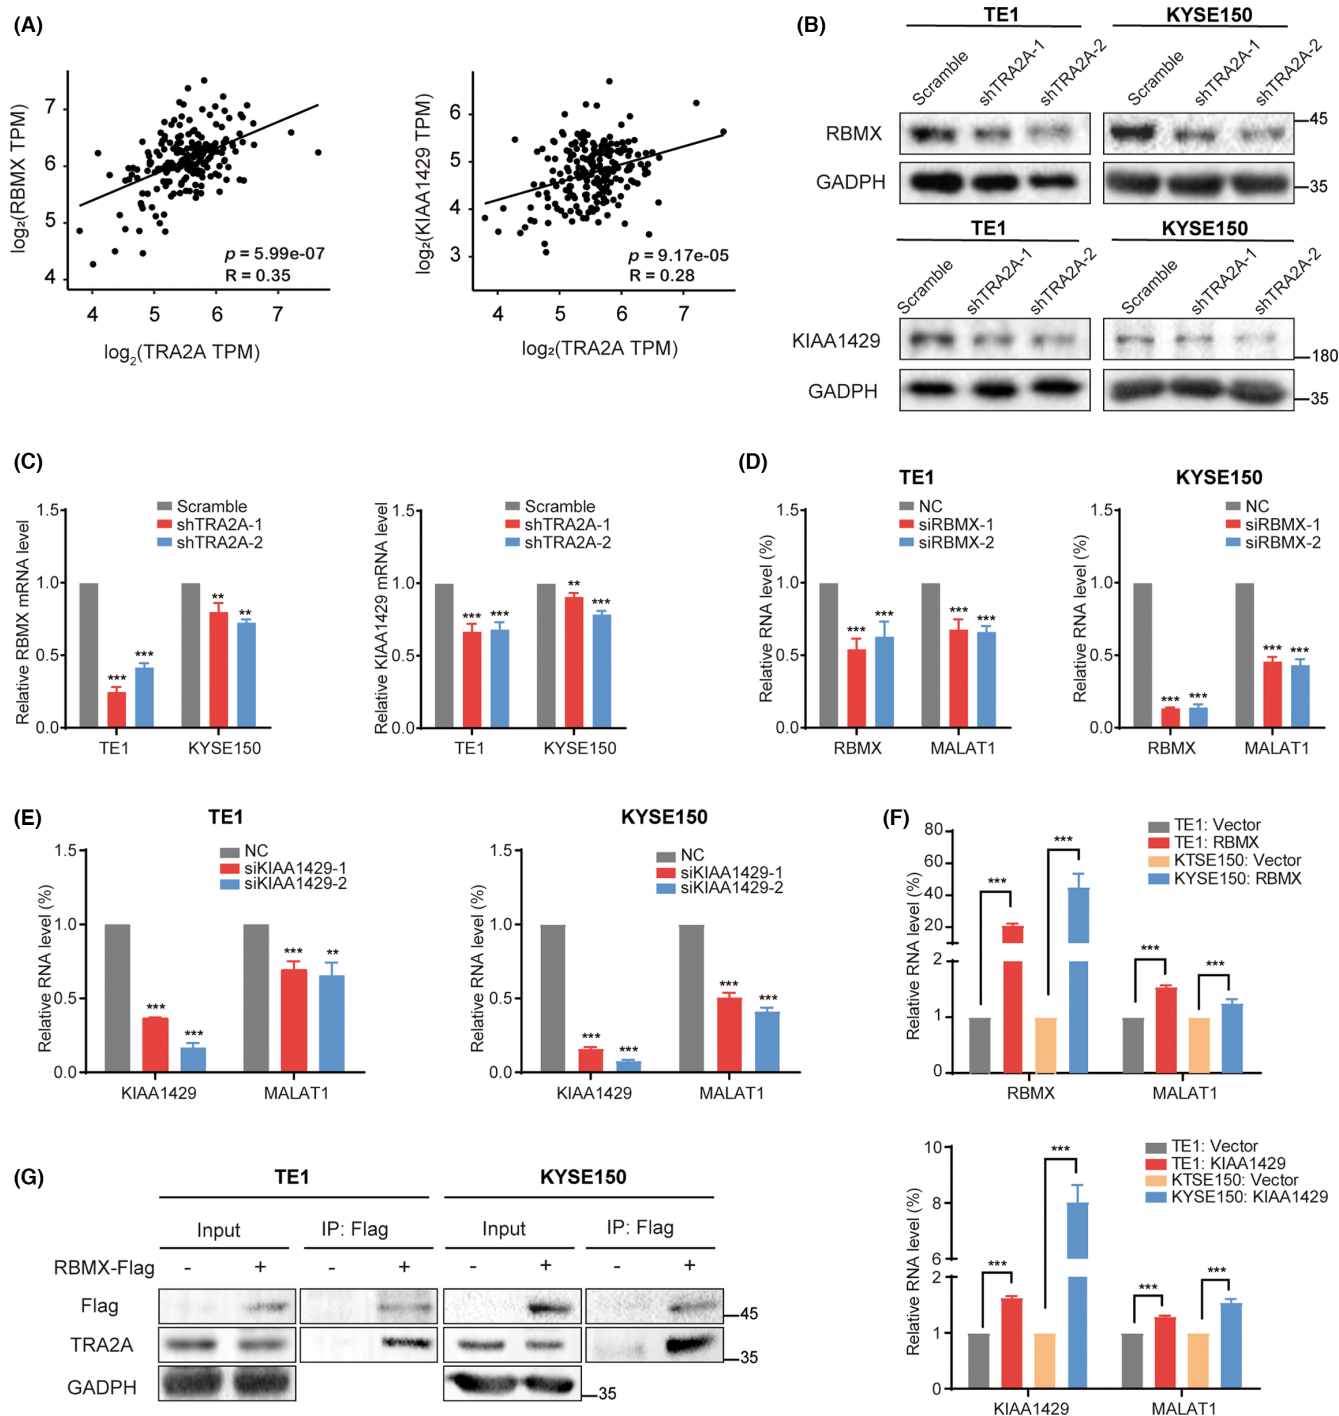 (A)
log₂(RBMX TPM)
7
6
5
4
4 5 6 7
log₂(TRA2A TPM)
p = 5.99e-07
R = 0.35
log₂(KIAA1429 TPM)
6
5
4
3
4 5 6 7
log₂(TRA2A TPM)
p = 9.17e-05
R = 0.28
(B)
TE1 KYSE150
Scramble shTRA2A-1 shTRA2A-2 Scramble shTRA2A-1 shTRA2A-2
RBMX 45
GADPH 35
TE1 KYSE150
Scramble shTRA2A-1 shTRA2A-2 Scramble shTRA2A-1 shTRA2A-2
KIAA1429 180
GADPH 35
(C)
Relative RBMX mRNA level
Scramble
shTRA2A-1
shTRA2A-2
1.5
1.0
0.5
0.0
*** *** ** **
TE1 KYSE150
Relative KIAA1429 mRNA level
Scramble
shTRA2A-1
shTRA2A-2
1.5
1.0
0.5
0.0
*** *** ** ***
TE1 KYSE150
(D)
TE1
NC
siRBMX-1
siRBMX-2
Relative RNA level (%)
1.5
1.0
0.5
0.0
*** *** *** ***
RBMX MALAT1
KYSE150
NC
siRBMX-1
siRBMX-2
Relative RNA level (%)
1.5
1.0
0.5
0.0
*** *** *** ***
RBMX MALAT1
(E)
TE1
NC
siKIAA1429-1
siKIAA1429-2
Relative RNA level (%)
1.5
1.0
0.5
0.0
*** *** *** **
KIAA1429 MALAT1
KYSE150
NC
siKIAA1429-1
siKIAA1429-2
Relative RNA level (%)
1.5
1.0
0.5
0.0
*** *** *** ***
KIAA1429 MALAT1
(F)
TE1: Vector
TE1: RBMX
KTSE150: Vector
KYSE150: RBMX
Relative RNA level (%)
80
60
40
20
2
1
0
*** *** *** ***
RBMX MALAT1
TE1: Vector
TE1: KIAA1429
KTSE150: Vector
KYSE150: KIAA1429
Relative RNA level (%)
10
8
6
2
1
0
*** *** *** ***
KIAA1429 MALAT1
(G)
TE1 KYSE150
Input IP: Flag Input IP: Flag
RBMX-Flag - + - + - + - +
Flag 45
TRA2A 35
GADPH 35